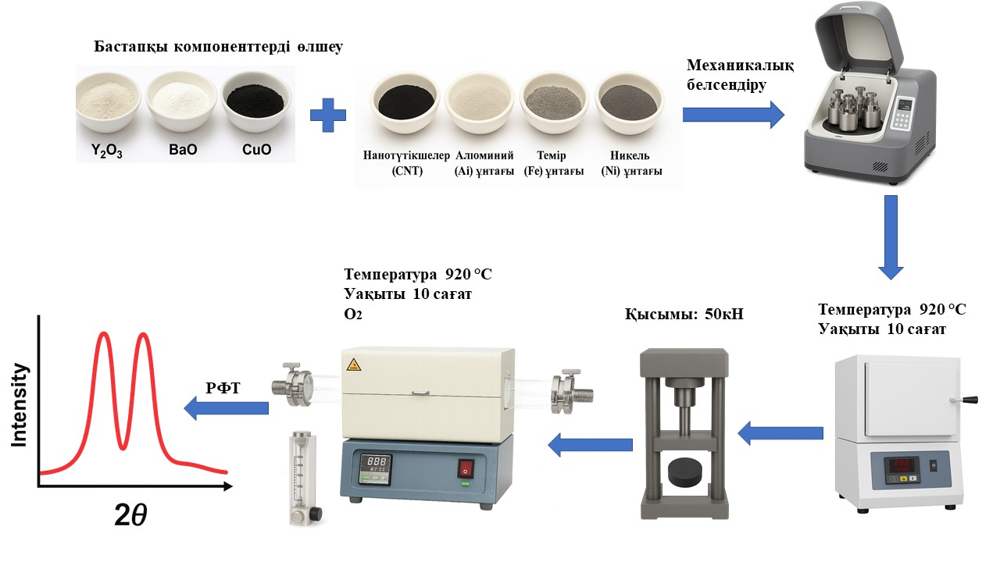 Бастапқы компоненттерді өлшеу
Y₂O₃ BaO CuO
Нанотүтікшелер (CNT)
Алюминий (Ai) ұнтағы
Темір (Fe) ұнтағы
Никель (Ni) ұнтағы
Механикалық
белсендіру
Температура 920 °C
Уақыты 10 сағат
Қысымы: 50кН
Температура 920 °C
Уақыты 10 сағат
O2
РФТ
Intensity
2θ